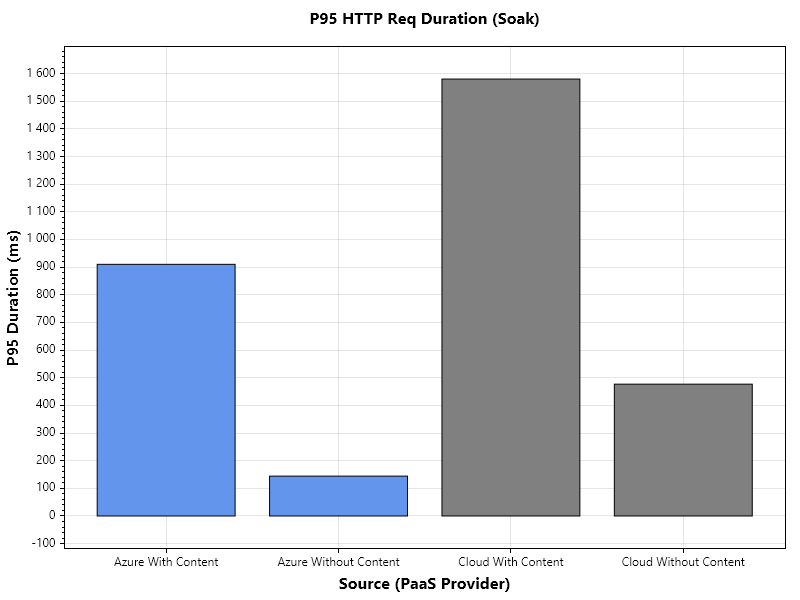 P95 HTTP Req Duration (Soak)
P95 Duration (ms)
1 600
1 500
1 400
1 300
1 200
1 100
1 000
900
800
700
600
500
400
300
200
100
0
-100
Azure With Content
Azure Without Content
Cloud With Content
Cloud Without Content
Source (PaaS Provider)